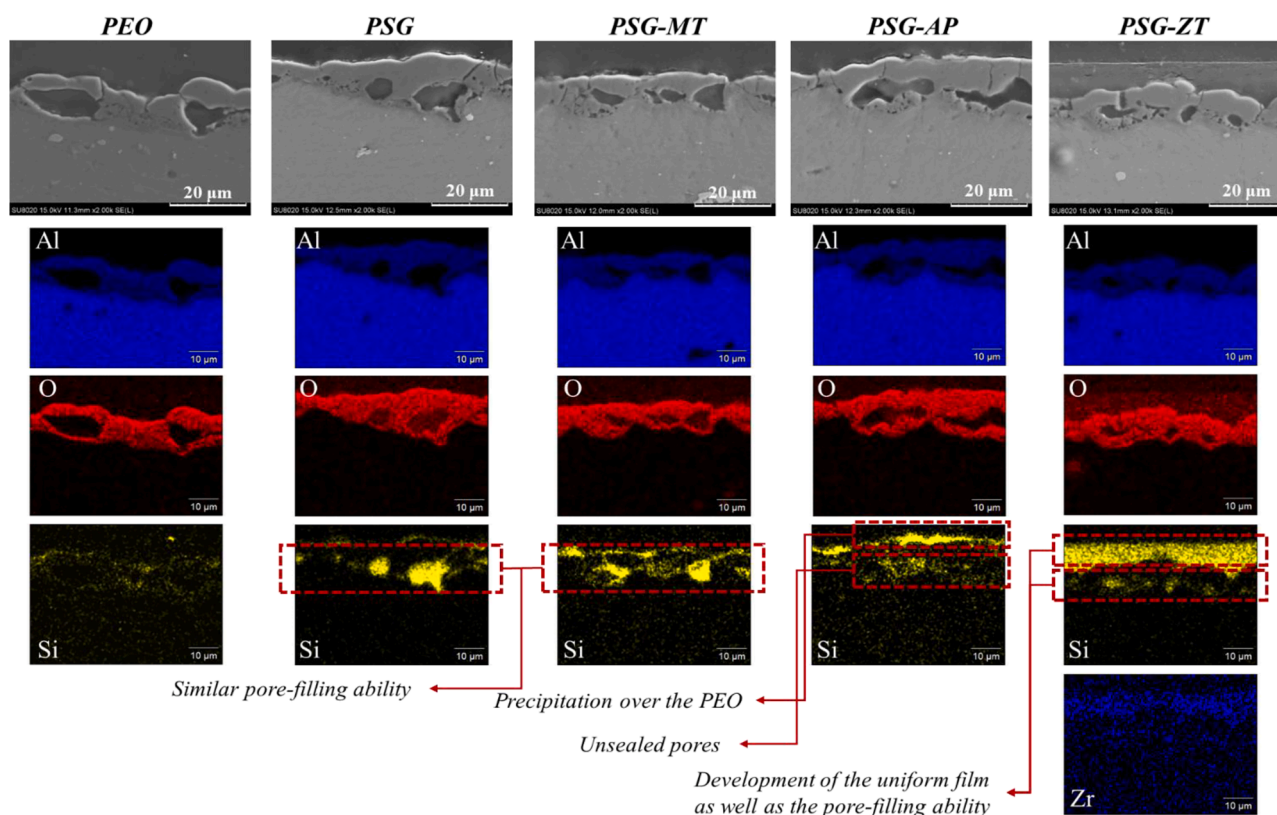 PEO
PSG
PSG-MT
PSG-AP
PSG-ZT
20 µm
20 µm
20 µm
20 µm
20 µm
SU8020 15.0kV 11.3mm x2.00k SE(L)
SU8020 15.0kV 12.5mm x2.00k SE(L)
SU8020 15.0kV 12.0mm x2.00k SE(L)
SU8020 15.0kV 12.3mm x2.00k SE(L)
SU8020 15.0kV 13.1mm x2.00k SE(L)
Al
Al
Al
Al
Al
10 µm
10 µm
10 µm
10 µm
10 µm
O
O
O
O
O
10 µm
10 µm
10 µm
10 µm
10 µm
Si
Si
Si
Si
Si
10 µm
10 µm
10 µm
10 µm
10 µm
Similar pore-filling ability
Precipitation over the PEO
Unsealed pores
Development of the uniform film
as well as the pore-filling ability
Zr
10 µm